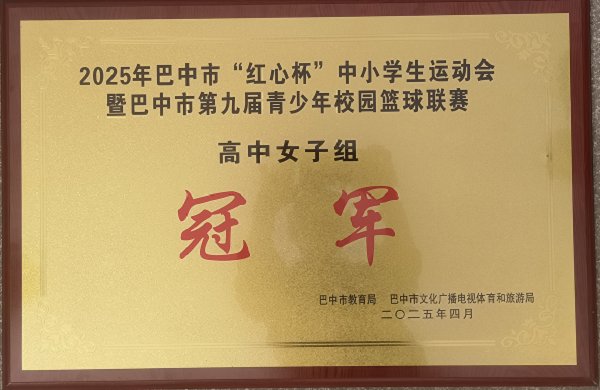 2025年巴中市“红心杯”中小学生运动会
暨巴中市第九届青少年校园篮球联赛
高中女子组
冠军
巴中市教育局 巴中市文化广播电视体育和旅游局
二〇二五年四月